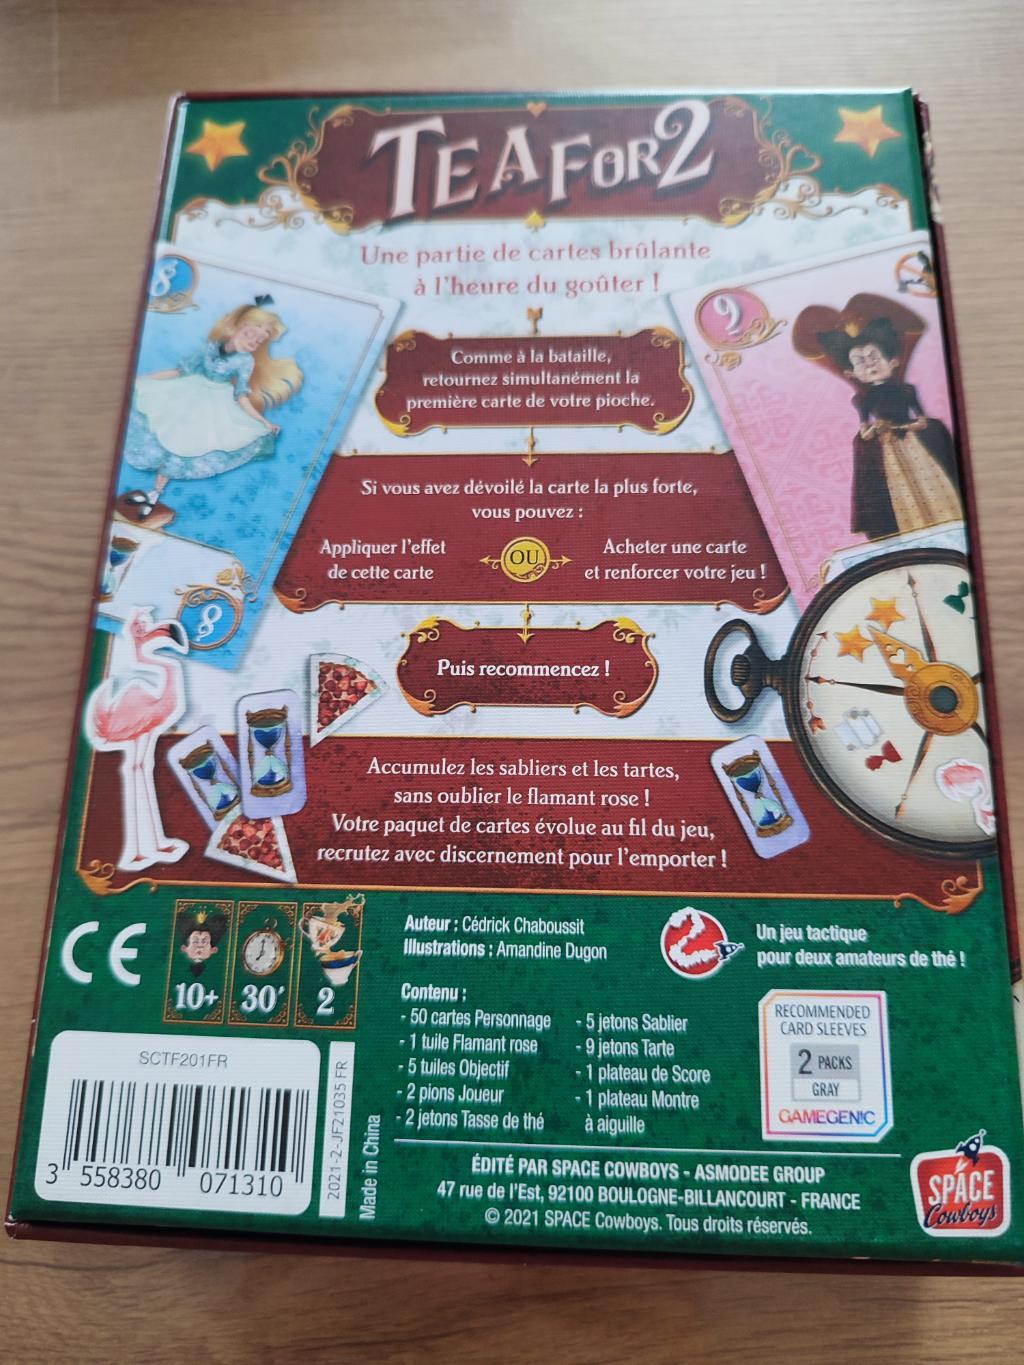 TEA FOR 2
Une partie de cartes brûlante
à l'heure du goûter !
8
9
Comme à la bataille,
retournez simultanément la
première carte de votre pioche.
Si vous avez dévoilé la carte la plus forte,
vous pouvez :
Appliquer l'effet
de cette carte
OU
Acheter une carte
et renforcer votre jeu !
8
Puis recommencez !
Accumulez les sabliers et les tartes,
sans oublier le flamant rose !
Votre paquet de cartes évolue au fil du jeu,
recrutez avec discernement pour l'emporter !
CE
10+
30'
2
Auteur : Cédrick Chaboussit
Illustrations : Amandine Dugon
2
Un jeu tactique
pour deux amateurs de thé !
Contenu :
- 50 cartes Personnage
- 1 tuile Flamant rose
- 5 tuiles Objectif
- 2 pions Joueur
- 2 jetons Tasse de thé
- 5 jetons Sablier
- 9 jetons Tarte
- 1 plateau de Score
- 1 plateau Montre
à aiguille
RECOMMENDED
CARD SLEEVES
2 PACKS
GRAY
GAMEGENIC
SCTF201FR
3 558380 071310
2021-2-JF21035 FR
Made in China
ÉDITÉ PAR SPACE COWBOYS - ASMODEE GROUP
47 rue de l'Est, 92100 BOULOGNE-BILLANCOURT - FRANCE
© 2021 SPACE Cowboys. Tous droits réservés.
SPACE
Cowboys